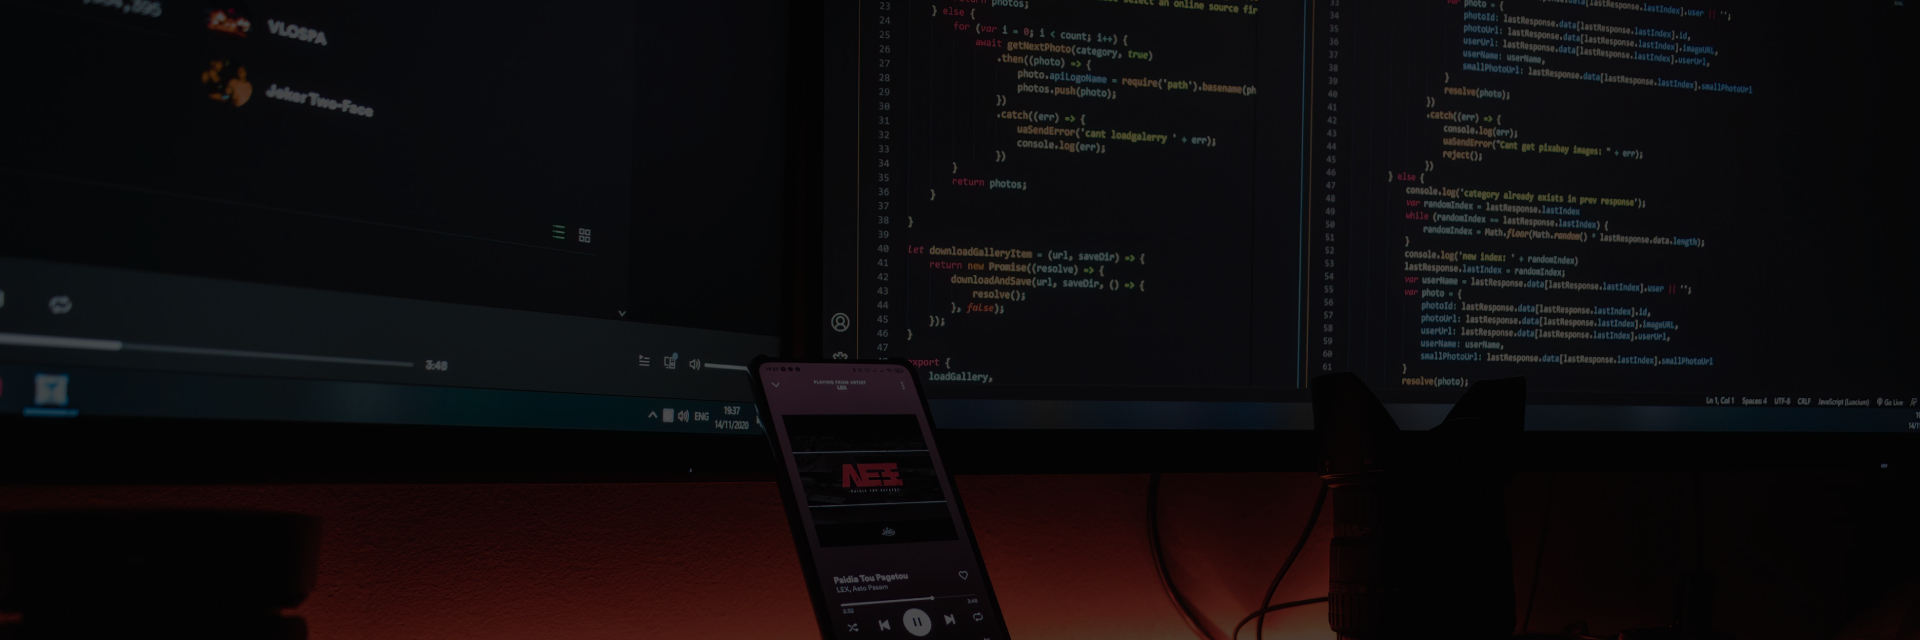 VLOSPA
Joker Two-Face
3:48
ENG
19:37
14/11/2020
23
24
25
26
27
28
29
30
31
32
33
34
35
36
37
38
39
40
41
42
43
44
45
46
47
photos;
} else {
for (var i = 0; i < count; i++) {
await getNextPhoto(category, true)
.then((photo) => {
photo.apiLogoName = require('path').basename(ph
photos.push(photo);
})
.catch((err) => {
uaSendError('cant loadgalerry ' + err);
console.log(err);
})
}
return photos;
}
}
let downloadGalleryItem = (url, saveDir) => {
return new Promise((resolve) => {
downloadAndSave(url, saveDir, () => {
resolve();
}, false);
});
}
export {
loadGallery,
33
34
35
36
37
38
39
40
41
42
43
44
45
46
47
48
49
50
51
52
53
54
55
56
57
58
59
60
61
var photo = {
photoId: lastResponse.data[lastResponse.lastIndex].id,
photoUrl: lastResponse.data[lastResponse.lastIndex].imageURL,
userUrl: lastResponse.data[lastResponse.lastIndex].userUrl,
userName: userName,
smallPhotoUrl: lastResponse.data[lastResponse.lastIndex].smallPhotoUrl
}
resolve(photo);
})
.catch((err) => {
console.log(err);
uaSendError("Cant get pixabay images: " + err);
reject();
})
} else {
console.log('category already exists in prev response');
var randomIndex = lastResponse.lastIndex
while (randomIndex == lastResponse.lastIndex) {
randomIndex = Math.floor(Math.random() * lastResponse.data.length);
}
console.log('new index: ' + randomIndex)
lastResponse.lastIndex = randomIndex;
var userName = lastResponse.data[lastResponse.lastIndex].user || '';
var photo = {
photoId: lastResponse.data[lastResponse.lastIndex].id,
photoUrl: lastResponse.data[lastResponse.lastIndex].imageURL,
userUrl: lastResponse.data[lastResponse.lastIndex].userUrl,
userName: userName,
smallPhotoUrl: lastResponse.data[lastResponse.lastIndex].smallPhotoUrl
}
resolve(photo);
Ln 1, Col 1 Spaces: 4 UTF-8 CRLF JavaScript Go Live
PLAYING FROM ARTIST
LEX
Paidia Tou Pagetou
LEX, Asto Pasam
3:48